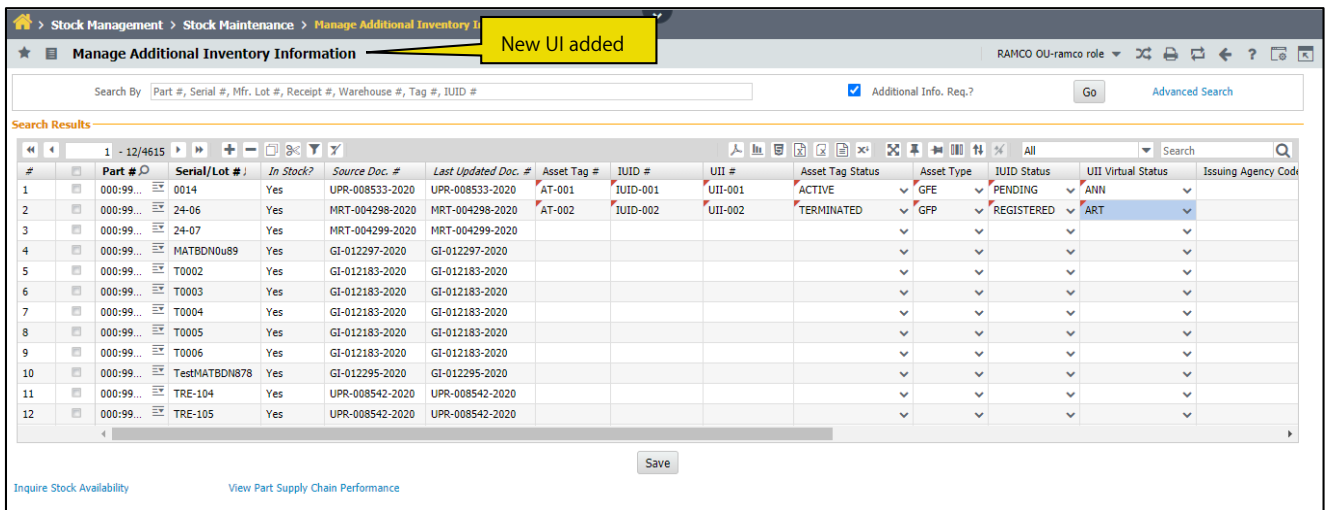 > Stock Management > Stock Maintenance > Manage Additional Inventory I
New UI added
Manage Additional Inventory Information
RAMCO OU-ramco role
Search By Part #, Serial #, Mfr. Lot #, Receipt #, Warehouse #, Tag #, IUID # Additional Info. Req.? Go Advanced Search
Search Results
1 - 12/4615 All Search
# Part # Serial/Lot # In Stock? Source Doc. # Last Updated Doc. # Asset Tag # IUID # UII # Asset Tag Status Asset Type IUID Status UII Virtual Status Issuing Agency Code
1 000:99... 0014 Yes UPR-008533-2020 UPR-008533-2020 AT-001 IUID-001 UII-001 ACTIVE GFE PENDING ANN
2 000:99... 24-06 Yes MRT-004298-2020 MRT-004298-2020 AT-002 IUID-002 UII-002 TERMINATED GFP REGISTERED ART
3 000:99... 24-07 Yes MRT-004299-2020 MRT-004299-2020
4 000:99... MATBDN0u89 Yes GI-012297-2020 GI-012297-2020
5 000:99... T0002 Yes GI-012183-2020 GI-012183-2020
6 000:99... T0003 Yes GI-012183-2020 GI-012183-2020
7 000:99... T0004 Yes GI-012183-2020 GI-012183-2020
8 000:99... T0005 Yes GI-012183-2020 GI-012183-2020
9 000:99... T0006 Yes GI-012183-2020 GI-012183-2020
10 000:99... TestMATBDN878 Yes GI-012295-2020 GI-012295-2020
11 000:99... TRE-104 Yes UPR-008542-2020 UPR-008542-2020
12 000:99... TRE-105 Yes UPR-008542-2020 UPR-008542-2020
Save
Inquire Stock Availability View Part Supply Chain Performance